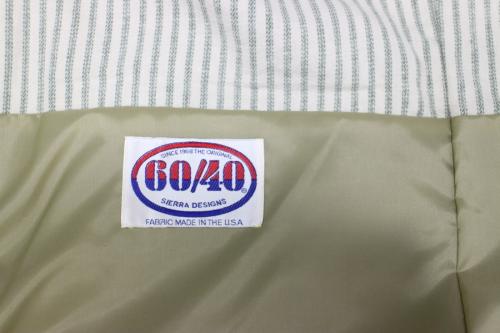 SINCE 1968 THE ORIGINAL
60/40®
SIERRA DESIGNS
FABRIC MADE IN THE U.S.A